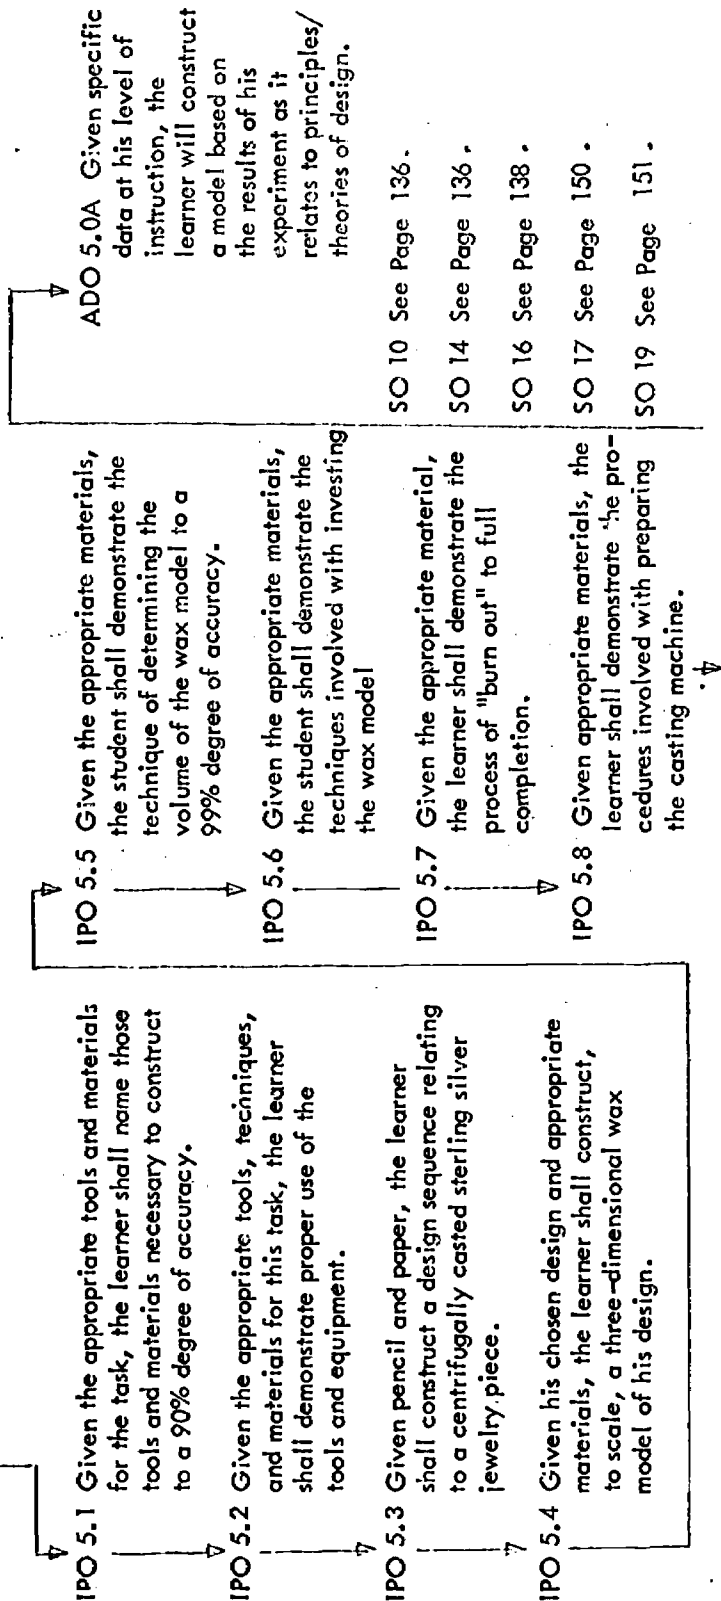 IPO 5.1 Given the appropriate tools and materials
for the task, the learner shall name those
tools and materials necessary to construct
to a 90% degree of accuracy.
IPO 5.2 Given the appropriate tools, techniques,
and materials for this task, the learner
shall demonstrate proper use of the
tools and equipment.
IPO 5.3 Given pencil and paper, the learner
shall construct a design sequence relating
to a centrifugally casted sterling silver
jewelry piece.
IPO 5.4 Given his chosen design and appropriate
materials, the learner shall construct,
to scale, a three-dimensional wax
model of his design.
IPO 5.5 Given the appropriate materials,
the student shall demonstrate the
technique of determining the
volume of the wax model to a
99% degree of accuracy.
IPO 5.6 Given the appropriate materials,
the student shall demonstrate the
techniques involved with investing
the wax model
IPO 5.7 Given the appropriate material,
the learner shall demonstrate the
process of "burn out" to full
completion.
IPO 5.8 Given appropriate materials, the
learner shall demonstrate the pro-
cedures involved with preparing
the casting machine.
ADO 5.0A Given specific
data at his level of
instruction, the
learner will construct
a model based on
the results of his
experiment as it
relates to principles/
theories of design.
SO 10 See Page 136.
SO 14 See Page 136.
SO 16 See Page 138.
SO 17 See Page 150.
SO 19 See Page 151.